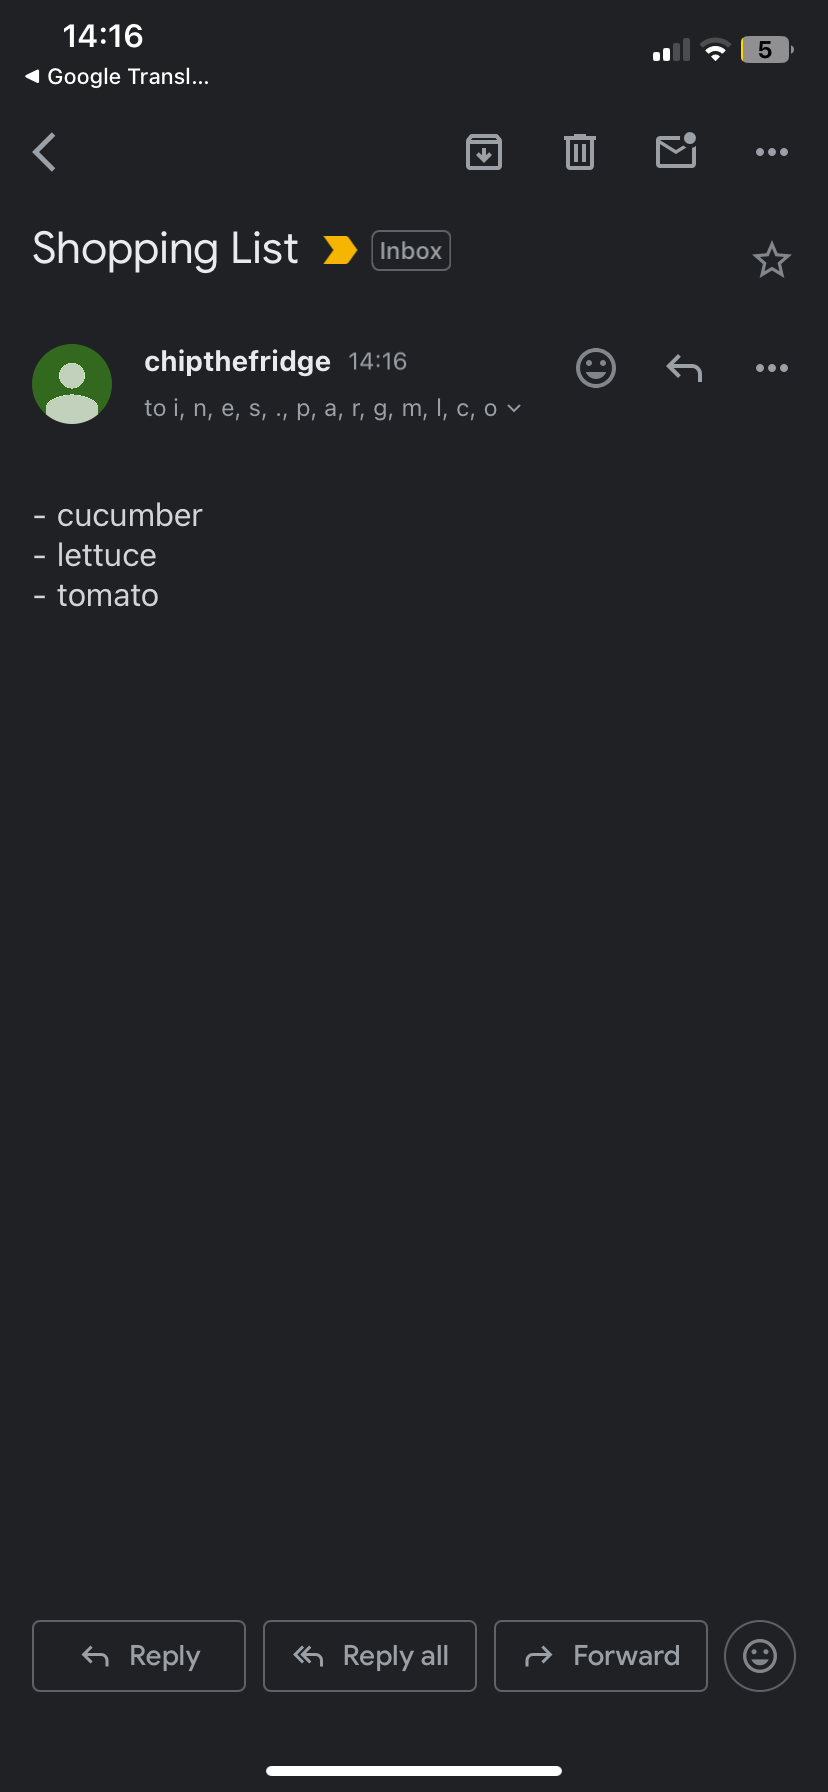 14:16
5
◀ Google Transl...
Shopping List
Inbox
chipthefridge 14:16
to i, n, e, s, ., p, a, r, g, m, l, c, o
- cucumber
- lettuce
- tomato
Reply
Reply all
Forward